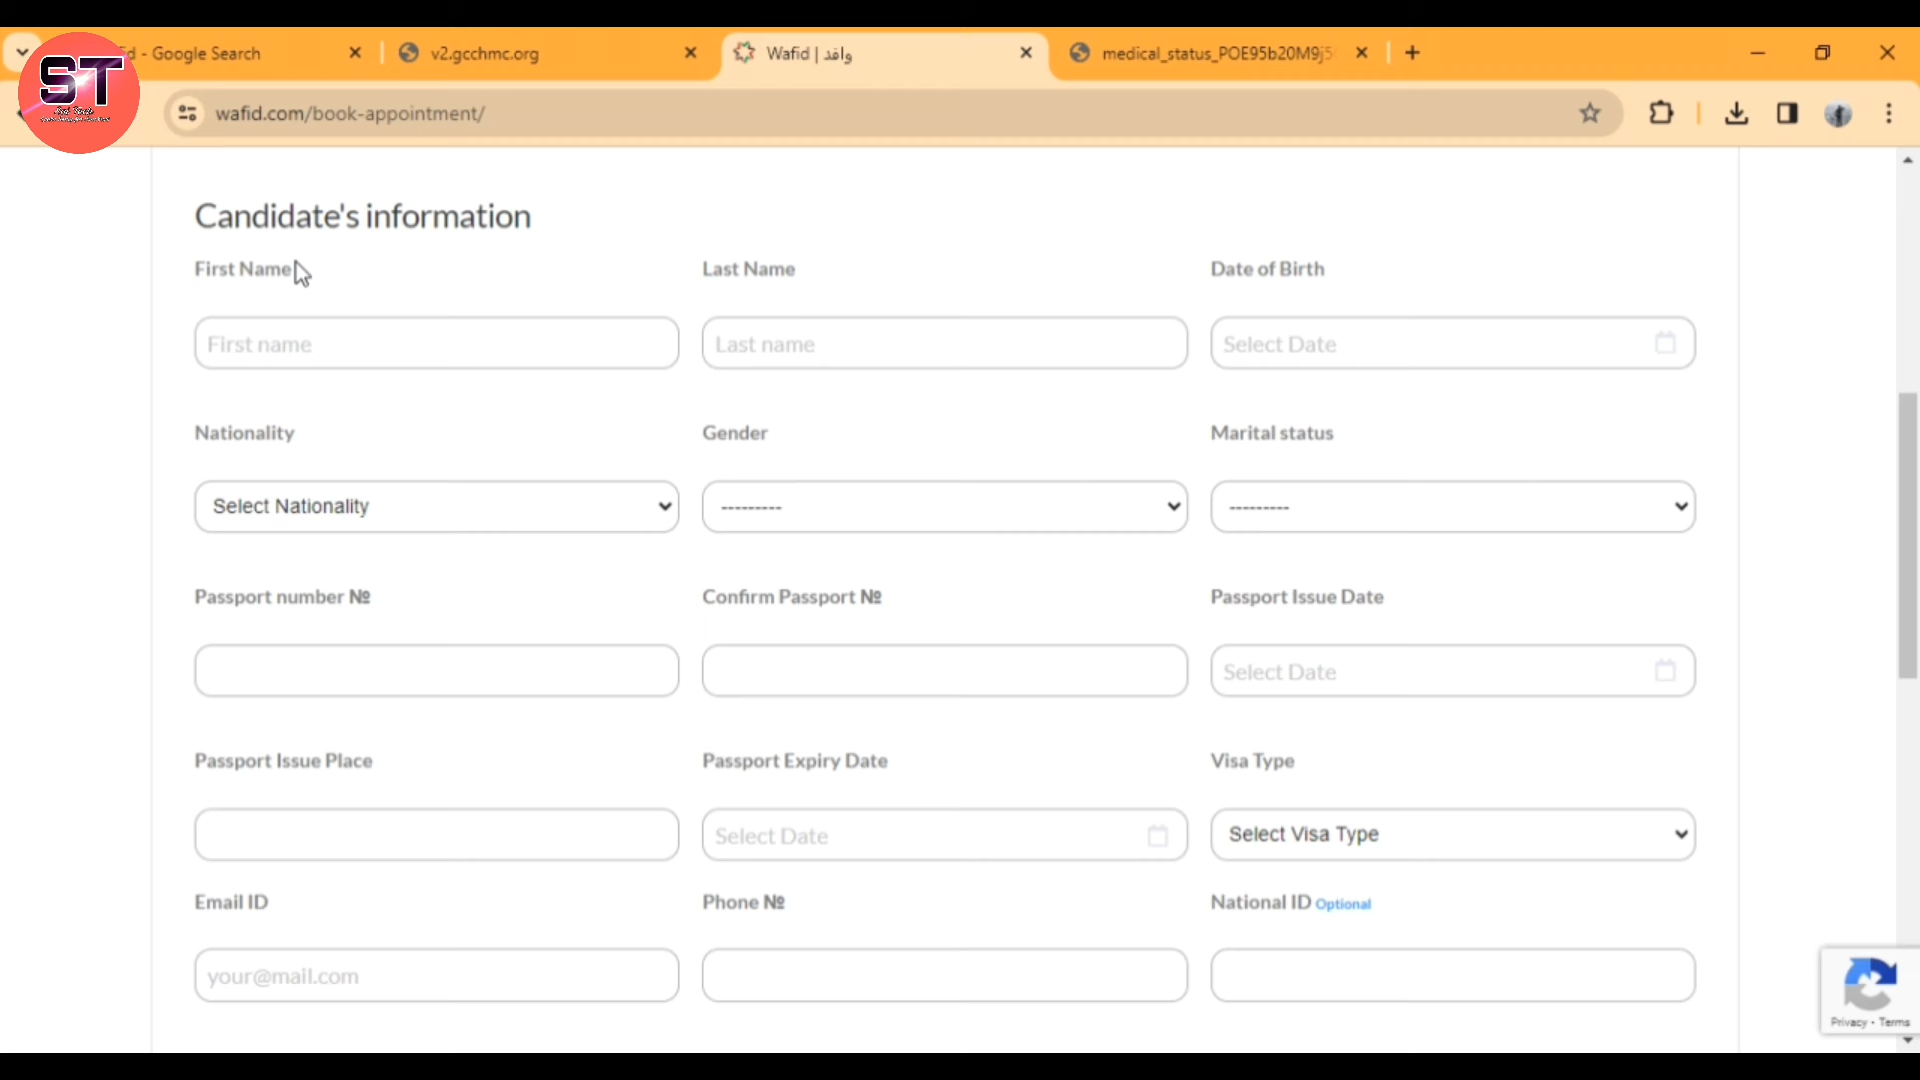 d - Google Search
v2.gcchmc.org
Wafid | وافد
medical_status_POE95b20M9j5
ST
wafid.com/book-appointment/
Candidate's information
First Name
Last Name
Date of Birth
First name
Last name
Select Date
Nationality
Gender
Marital status
Select Nationality
---------
---------
Passport number №
Confirm Passport №
Passport Issue Date
Select Date
Passport Issue Place
Passport Expiry Date
Visa Type
Select Date
Select Visa Type
Email ID
Phone №
National ID Optional
your@mail.com
Privacy - Terms